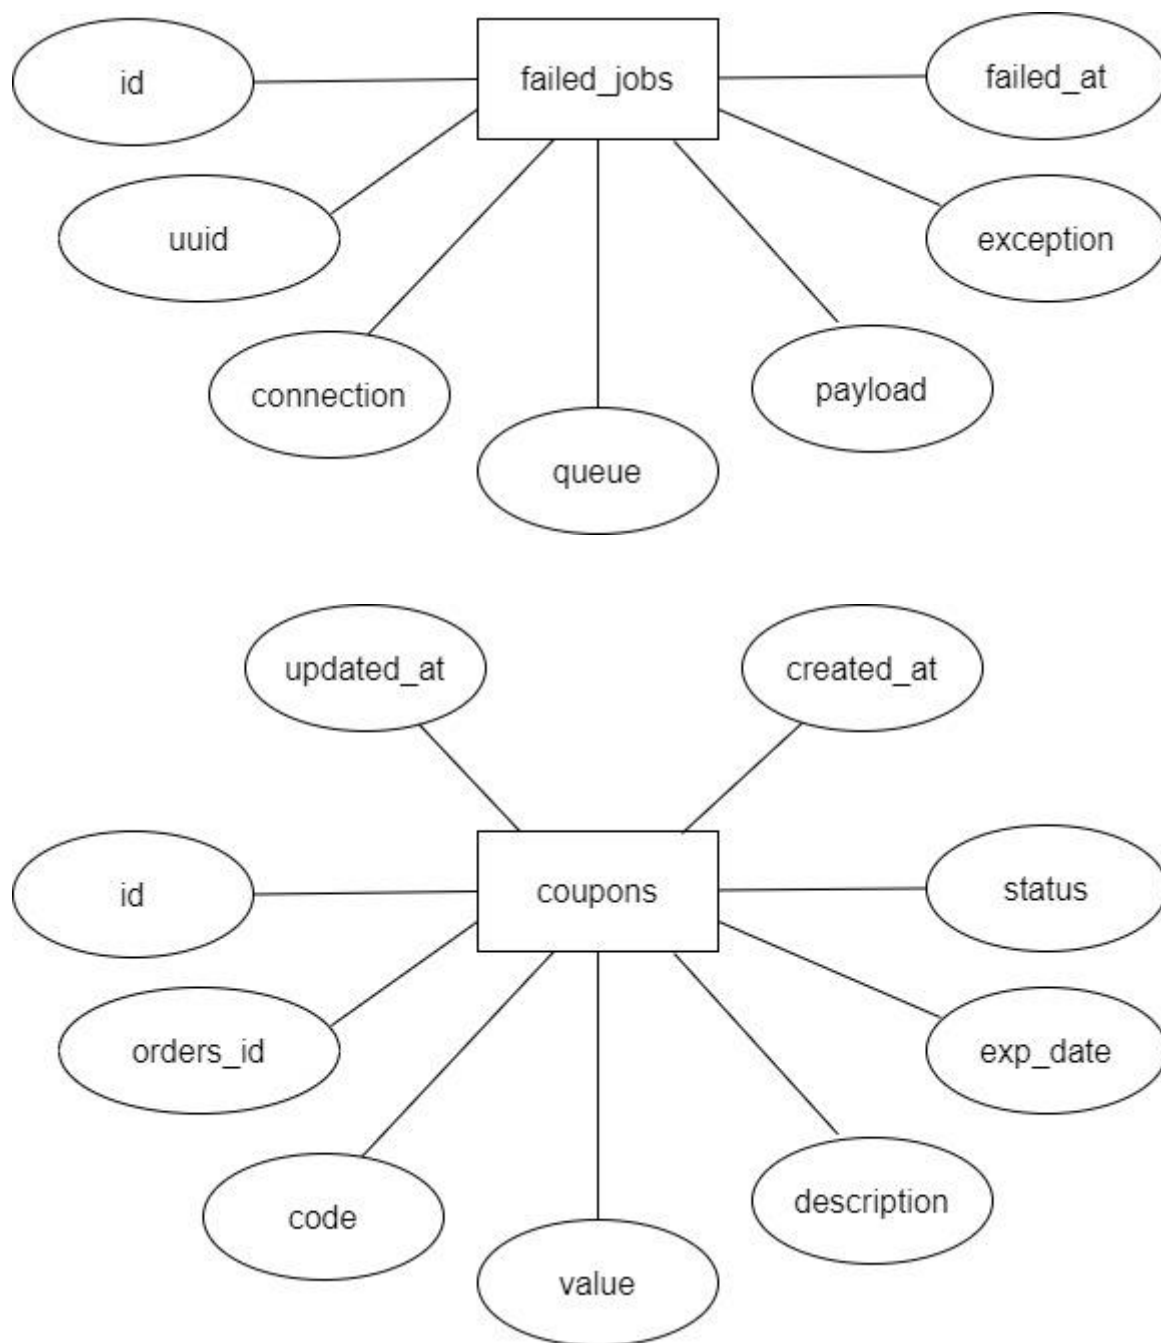 id
failed_jobs
failed_at
uuid
exception
connection
payload
queue
updated_at
created_at
id
coupons
status
orders_id
exp_date
code
description
value